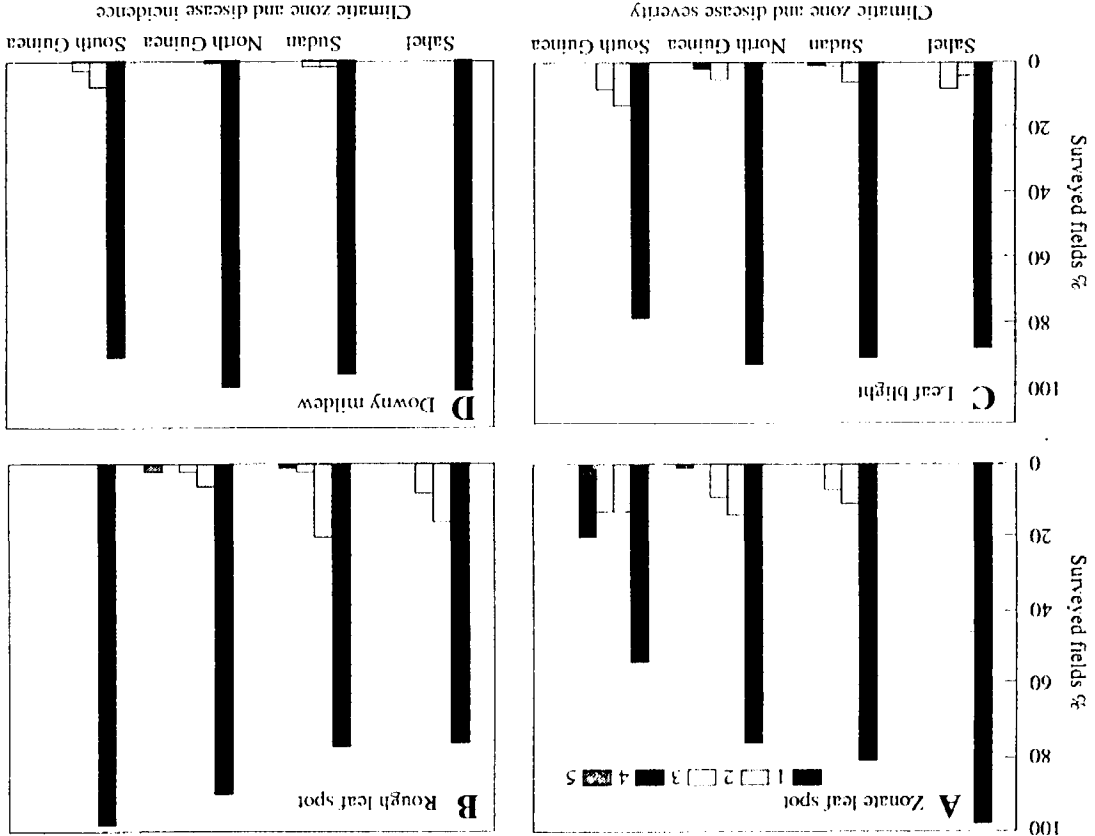 A Zonate leaf spot
1 2 3 4 5
Surveyed fields %
100
80
60
40
20
0
B Rough leaf spot
C Leaf blight
Surveyed fields %
100
80
60
40
20
0
Sahel Sudan North Guinea South Guinea
Climatic zone and disease severity
D Downy mildew
Sahel Sudan North Guinea South Guinea
Climatic zone and disease incidence